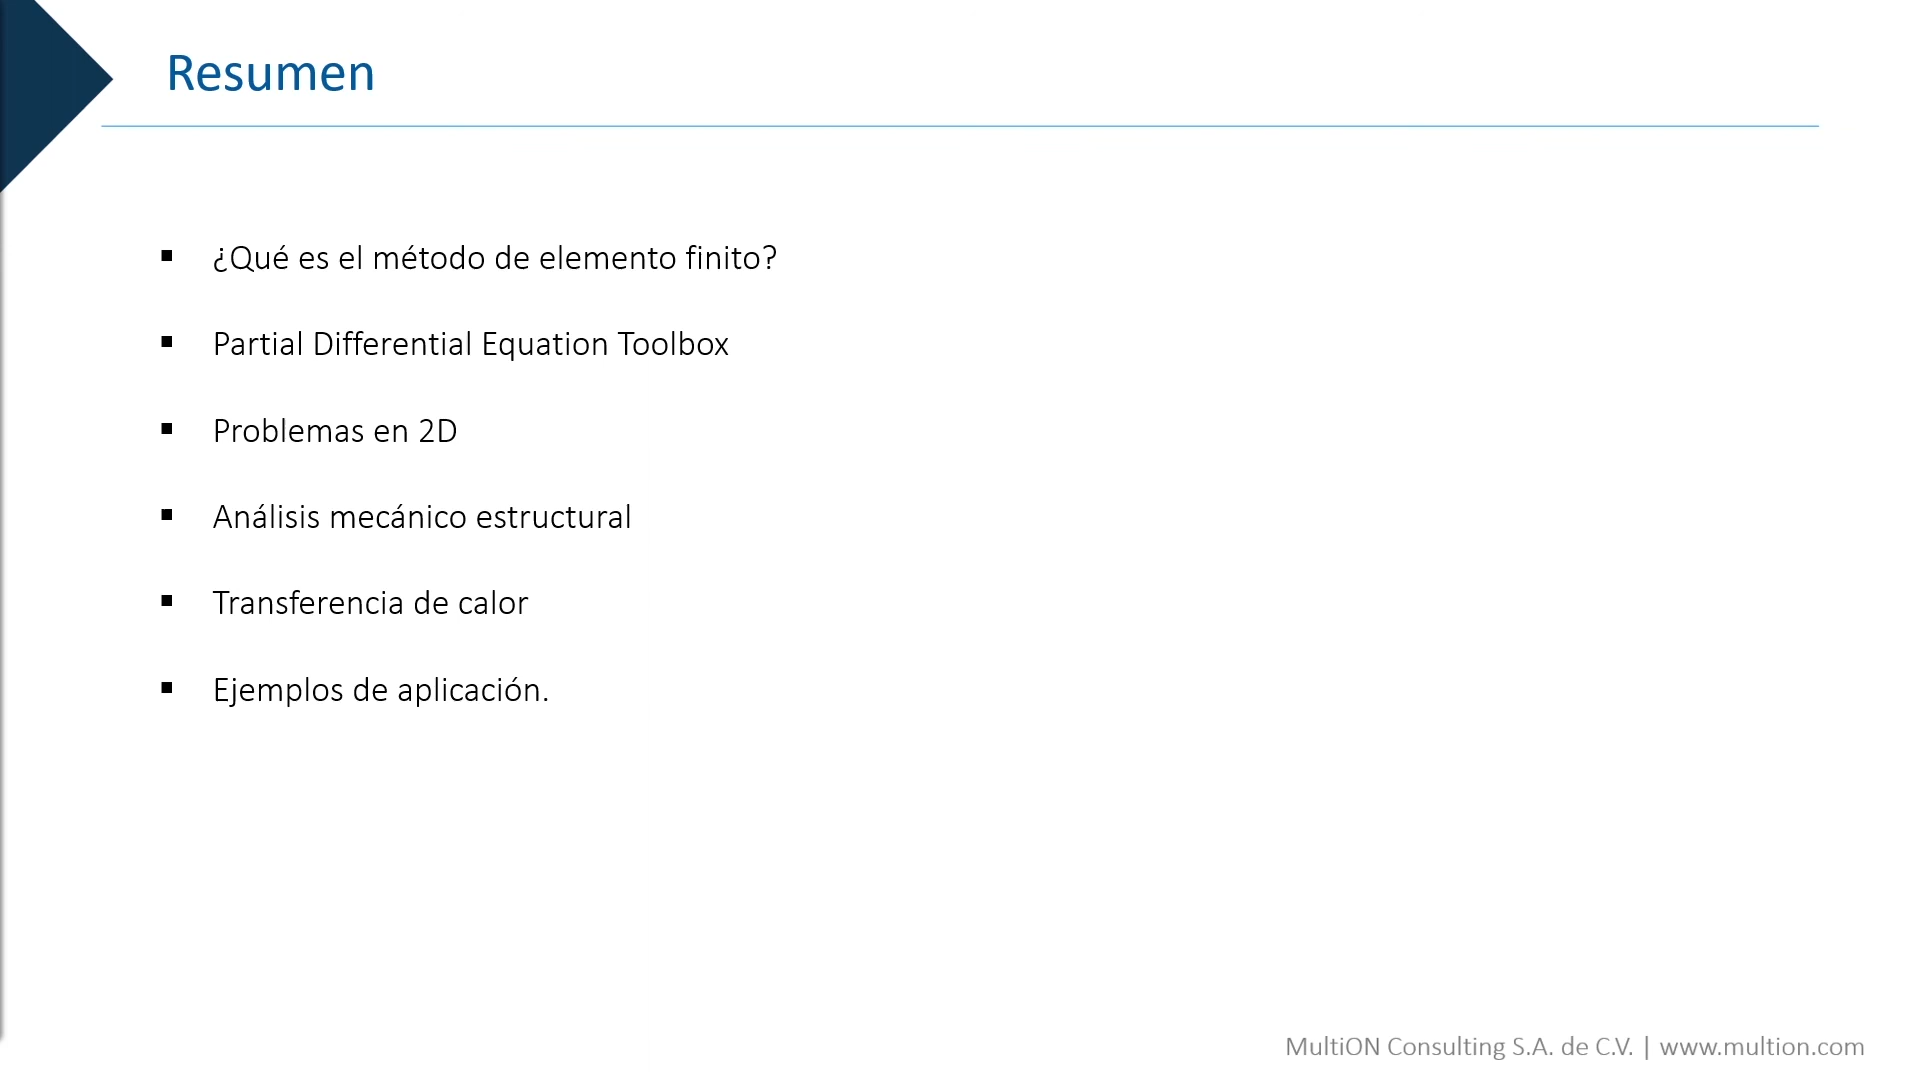 Resumen
▪ ¿Qué es el método de elemento finito?
▪ Partial Differential Equation Toolbox
▪ Problemas en 2D
▪ Análisis mecánico estructural
▪ Transferencia de calor
▪ Ejemplos de aplicación.
MultiON Consulting S.A. de C.V. | www.multion.com